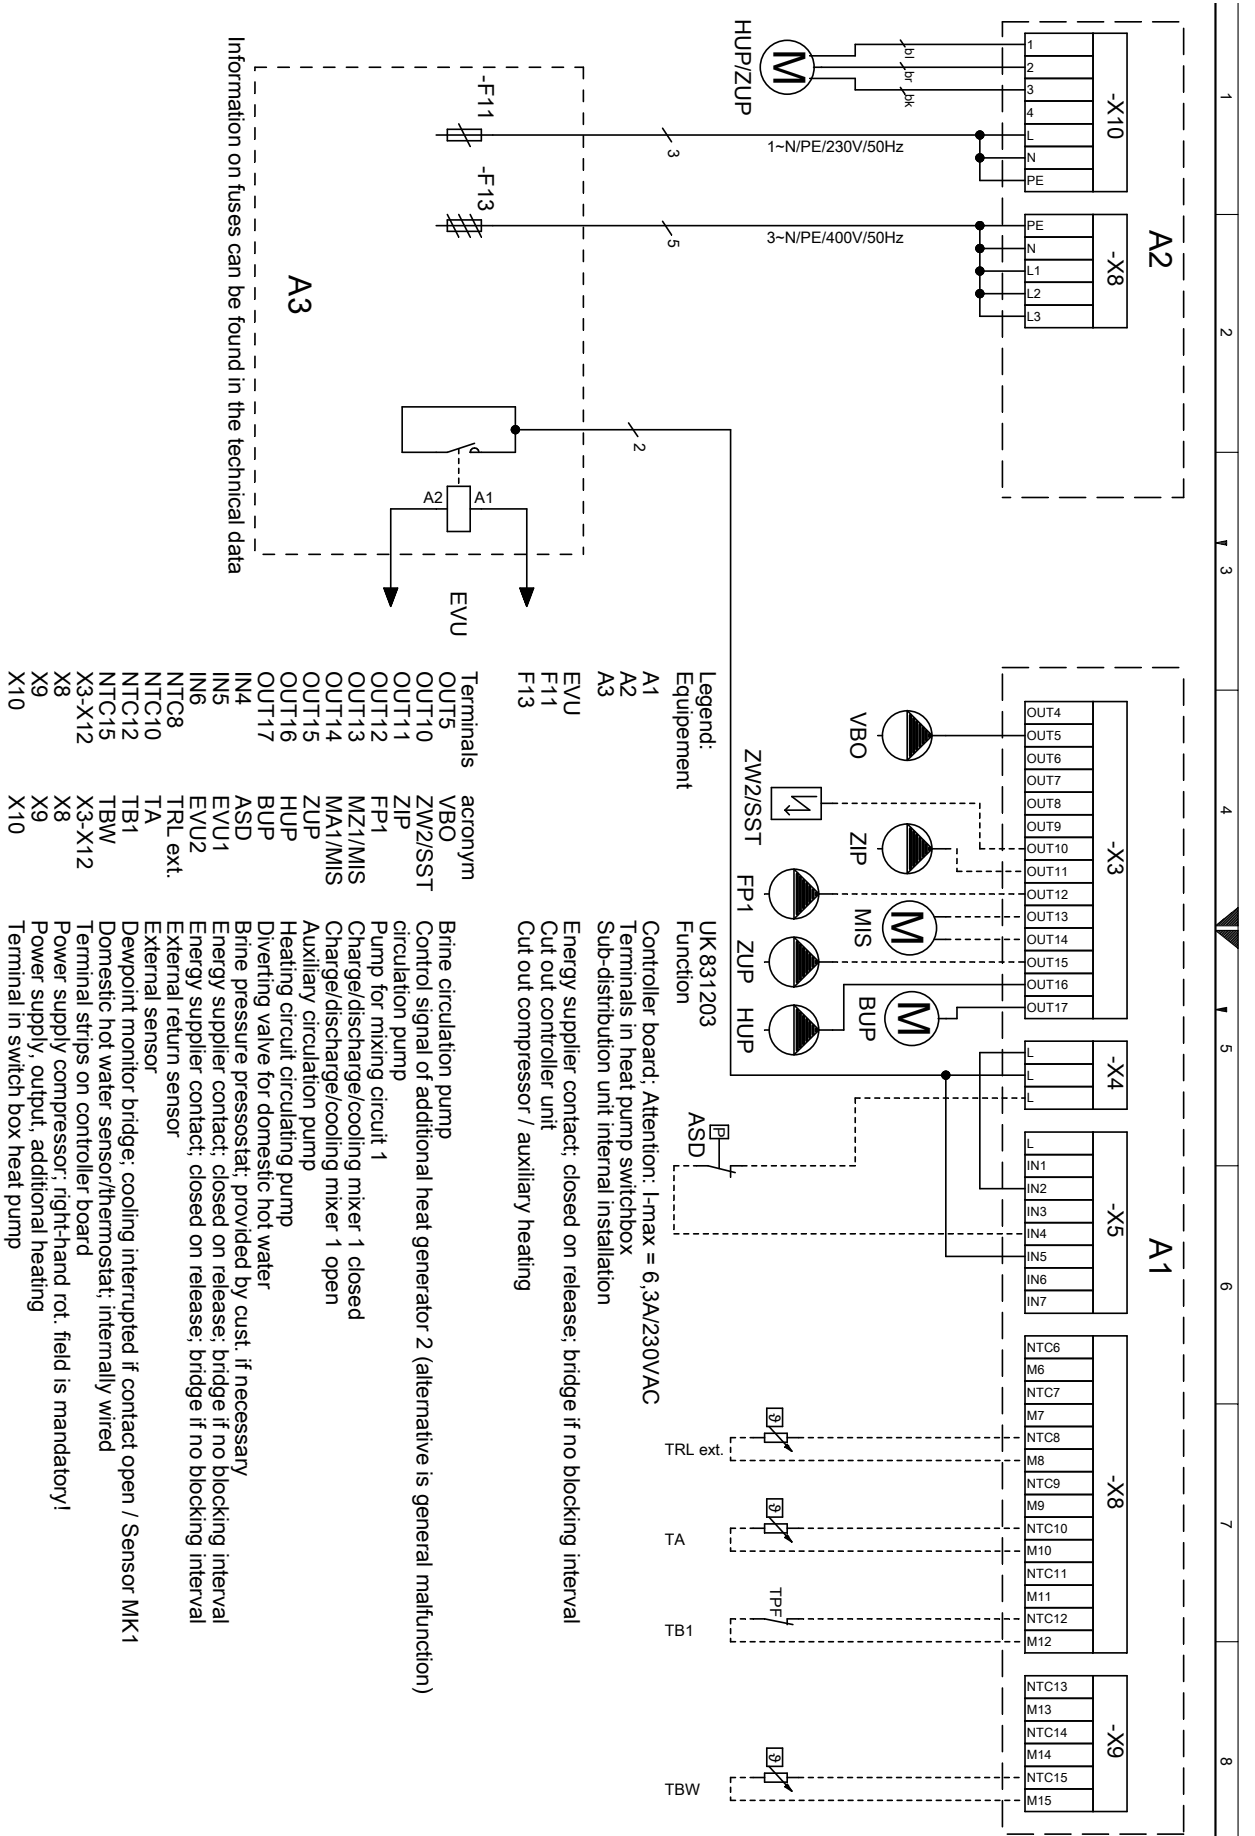 1
2
3
4
5
6
7
8
A2
-X10
1
2
3
4
L
N
PE
-X8
PE
N
L1
L2
L3
bl
br
bk
M
HUP/ZUP
3
1~N/PE/230V/50Hz
5
3~N/PE/400V/50Hz
-F11
-F13
A3
2
A2
A1
EVU
Information on fuses can be found in the technical data
A1
-X3
OUT4
OUT5
OUT6
OUT7
OUT8
OUT9
OUT10
OUT11
OUT12
OUT13
OUT14
OUT15
OUT16
OUT17
-X4
L
L
L
-X5
L
IN1
IN2
IN3
IN4
IN5
IN6
IN7
-X8
NTC6
M6
NTC7
M7
NTC8
M8
NTC9
M9
NTC10
M10
NTC11
M11
NTC12
M12
-X9
NTC13
M13
NTC14
M14
NTC15
M15
VBO
ZW2/SST
ZIP
FP1
M
MIS
ZUP
HUP
M
BUP
P
ASD
ϑ
TRL ext.
ϑ
TA
TPF
TB1
ϑ
TBW
Legend: UK831203
Equipement Function
A1 Controller board; Attention: I-max = 6,3A/230VAC
A2 Terminals in heat pump switchbox
A3 Sub-distribution unit internal installation
EVU Energy supplier contact; closed on release; bridge if no blocking interval
F11 Cut out controller unit
F13 Cut out compressor / auxiliary heating
Terminals acronym
OUT5 VBO Brine circulation pump
OUT10 ZW2/SST Control signal of additional heat generator 2 (alternative is general malfunction)
OUT11 ZIP circulation pump
OUT12 FP1 Pump for mixing circuit 1
OUT13 MZ1/MIS Charge/discharge/cooling mixer 1 closed
OUT14 MA1/MIS Charge/discharge/cooling mixer 1 open
OUT15 ZUP Auxiliary circulation pump
OUT16 HUP Heating circuit circulating pump
OUT17 BUP Diverting valve for domestic hot water
IN4 ASD Brine pressure pressostat; provided by cust. if necessary
IN5 EVU1 Energy supplier contact; closed on release; bridge if no blocking interval
IN6 EVU2 Energy supplier contact; closed on release; bridge if no blocking interval
NTC8 TRL ext. External return sensor
NTC10 TA External sensor
NTC12 TB1 Dewpoint monitor bridge; cooling interrupted if contact open / Sensor MK1
NTC15 TBW Domestic hot water sensor/thermostat; internally wired
X3-X12 X3-X12 Terminal strips on controller board
X8 X8 Power supply compressor; right-hand rot. field is mandatory!
X9 X9 Power supply, output, additional heating
X10 X10 Terminal in switch box heat pump